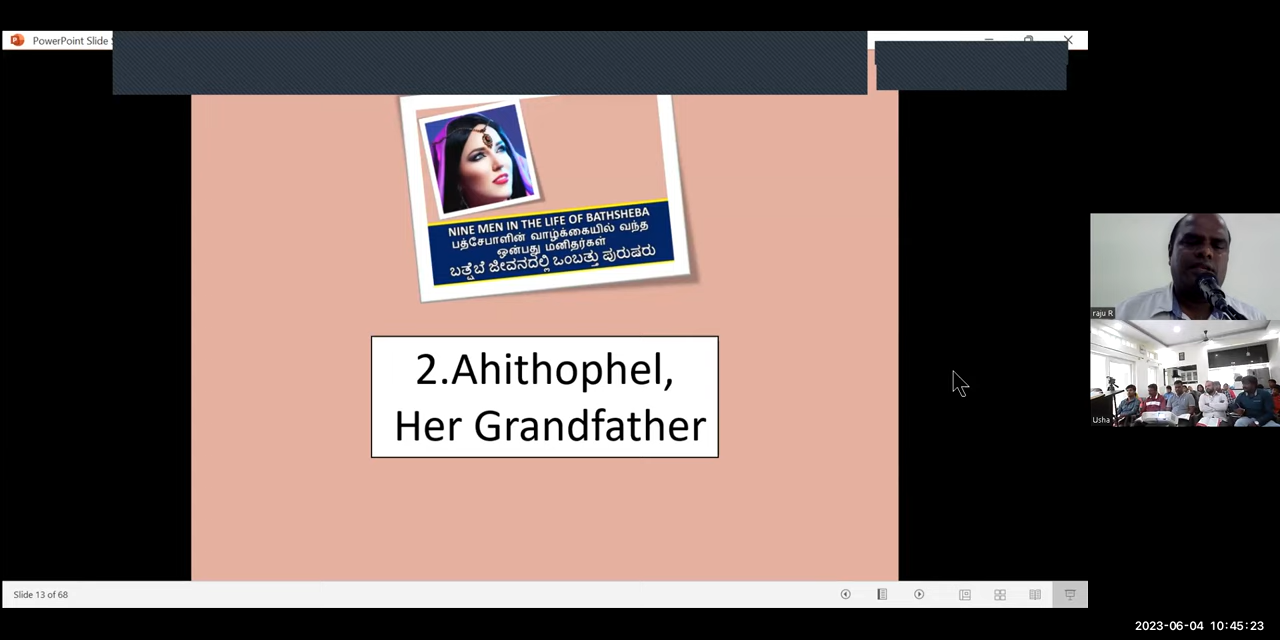 PowerPoint Slide
NINE MEN IN THE LIFE OF BATHSHEBA
பத்சேபாளின் வாழ்க்கையில் வந்த
ஒன்பது மனிதர்கள்
ಬತ್ಷೆಬೆ ಜೀವನದಲ್ಲಿ ಒಂಬತ್ತು ಪುರುಷರು
2.Ahithophel,
Her Grandfather
raju R
Usha
Slide 13 of 68
2023-06-04 10:45:23